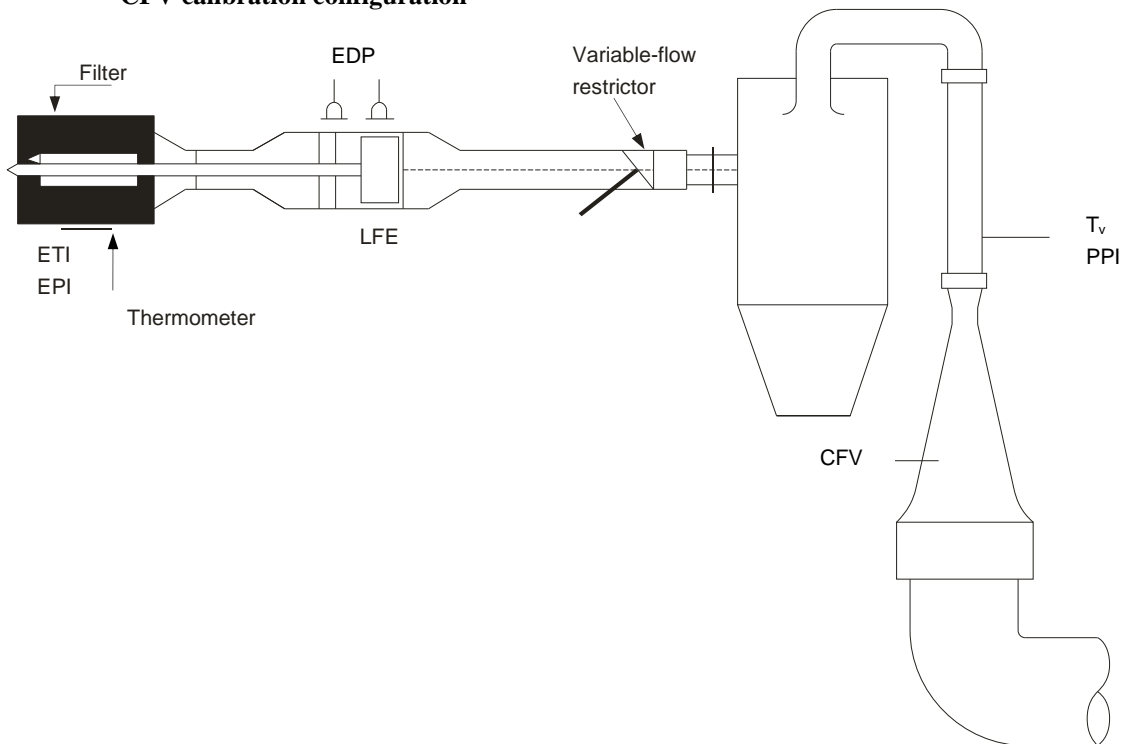 CFV calibration configuration
Filter
EDP
Variable-flow
restrictor
LFE
ETI
EPI
Thermometer
Tv
PPI
CFV